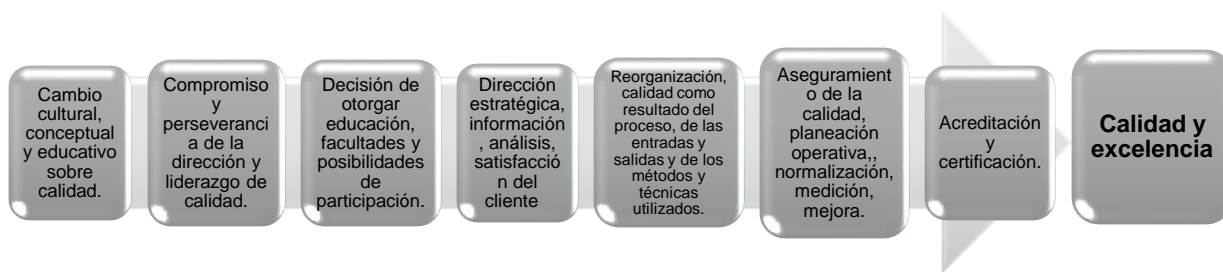 Cambio
cultural,
conceptual
y educativo
sobre
calidad.
Compromiso
y
perseveranci
a de la
dirección y
liderazgo de
calidad.
Decisión de
otorgar
educación,
facultades y
posibilidades
de
participación.
Dirección
estratégica,
información
, análisis,
satisfacció
n del
cliente
Reorganización,
calidad como
resultado del
proceso, de las
entradas y
salidas y de los
métodos y
técnicas
utilizados.
Aseguramient
o de la
calidad,
planeación
operativa,,
normalización,
medición,
mejora.
Acreditación
y
certificación.
Calidad y
excelencia